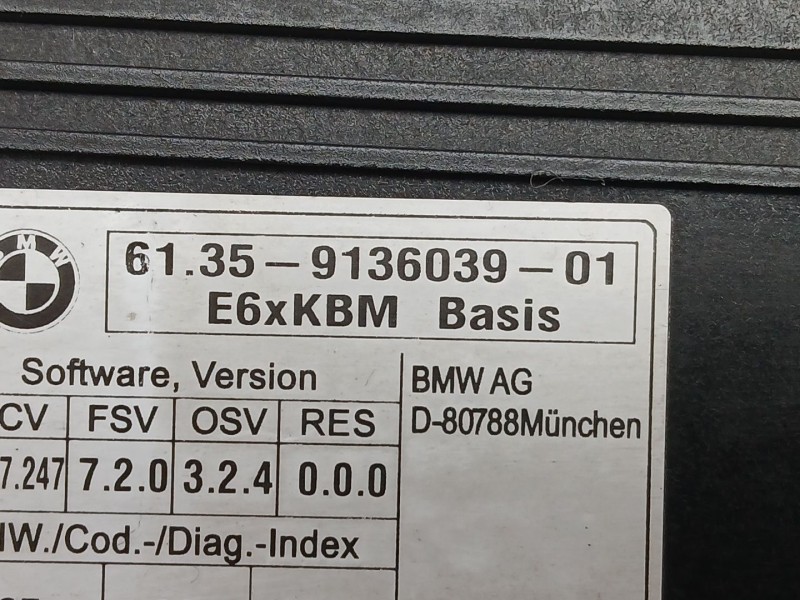 BMW
61.35-9136039-01
E6xKBM Basis
Software, Version
BMW AG
CV FSV OSV RES
D-80788München
7.247 7.2.0 3.2.4 0.0.0
W./Cod.-/Diag.-Index